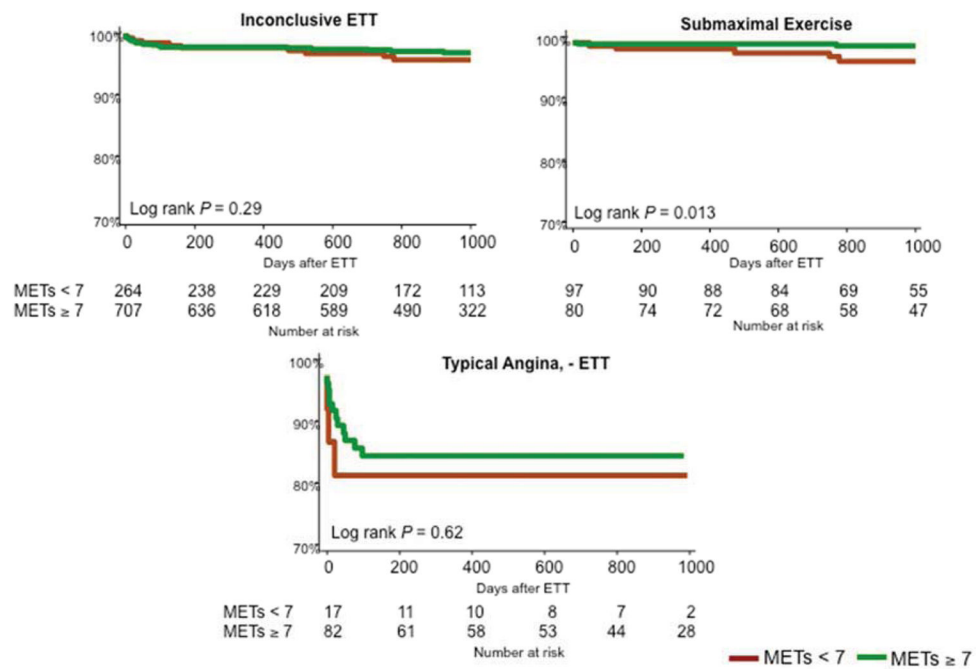 Inconclusive ETT
100%
90%
80%
70%
Log rank P = 0.29
0 200 400 600 800 1000
Days after ETT
METs < 7 264 238 229 209 172 113
METs ≥ 7 707 636 618 589 490 322
Number at risk
Submaximal Exercise
100%
90%
80%
70%
Log rank P = 0.013
0 200 400 600 800 1000
Days after ETT
97 90 88 84 69 55
80 74 72 68 58 47
Number at risk
Typical Angina, - ETT
100%
90%
80%
70%
Log rank P = 0.62
0 200 400 600 800 1000
Days after ETT
METs < 7 17 11 10 8 7 2
METs ≥ 7 82 61 58 53 44 28
Number at risk
METs < 7 METs ≥ 7